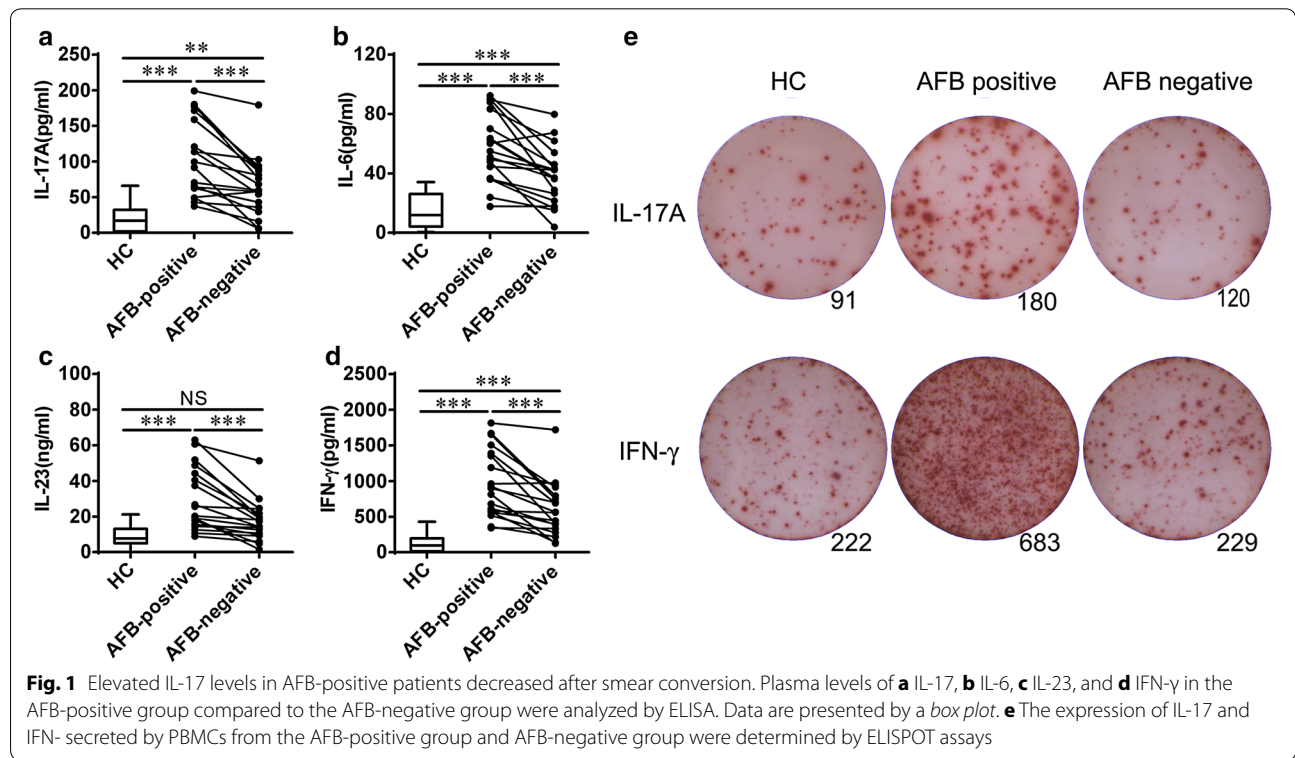 a
**
***
***
250
200
150
100
50
0
IL-17A(pg/ml)
HC
AFB-positive
AFB-negative
b
***
***
***
120
80
40
0
IL-6(pg/ml)
HC
AFB-positive
AFB-negative
c
NS
***
***
100
80
60
40
20
0
IL-23(ng/ml)
HC
AFB-positive
AFB-negative
d
***
***
***
2500
2000
1500
1000
500
0
IFN-γ(pg/ml)
HC
AFB-positive
AFB-negative
e
HC AFB positive AFB negative
IL-17A
91 180 120
IFN-γ
222 683 229
Fig. 1 Elevated IL-17 levels in AFB-positive patients decreased after smear conversion. Plasma levels of a IL-17, b IL-6, c IL-23, and d IFN-γ in the
AFB-positive group compared to the AFB-negative group were analyzed by ELISA. Data are presented by a box plot. e The expression of IL-17 and
IFN- secreted by PBMCs from the AFB-positive group and AFB-negative group were determined by ELISPOT assays